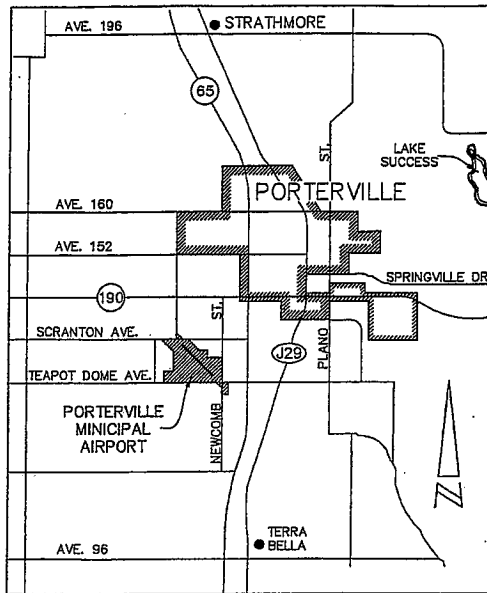 AVE. 196
STRATHMORE
65
ST.
LAKE
SUCCESS
PORTERVILLE
AVE. 160
AVE. 152
SPRINGVILLE DR
190
ST.
SCRANTON AVE.
J29
PLANO
TEAPOT DOME AVE.
PORTERVILLE
MINICIPAL
AIRPORT
NEWCOMB
N
TERRA
BELLA
AVE. 96